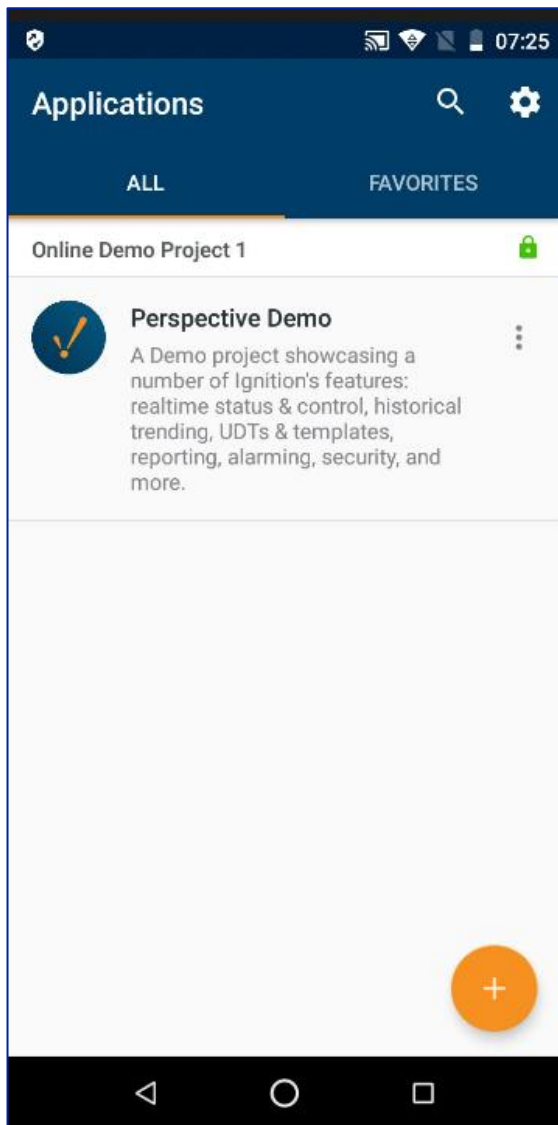 07:25
Applications
ALL
FAVORITES
Online Demo Project 1
Perspective Demo
A Demo project showcasing a
number of Ignition's features:
realtime status & control, historical
trending, UDTs & templates,
reporting, alarming, security, and
more.